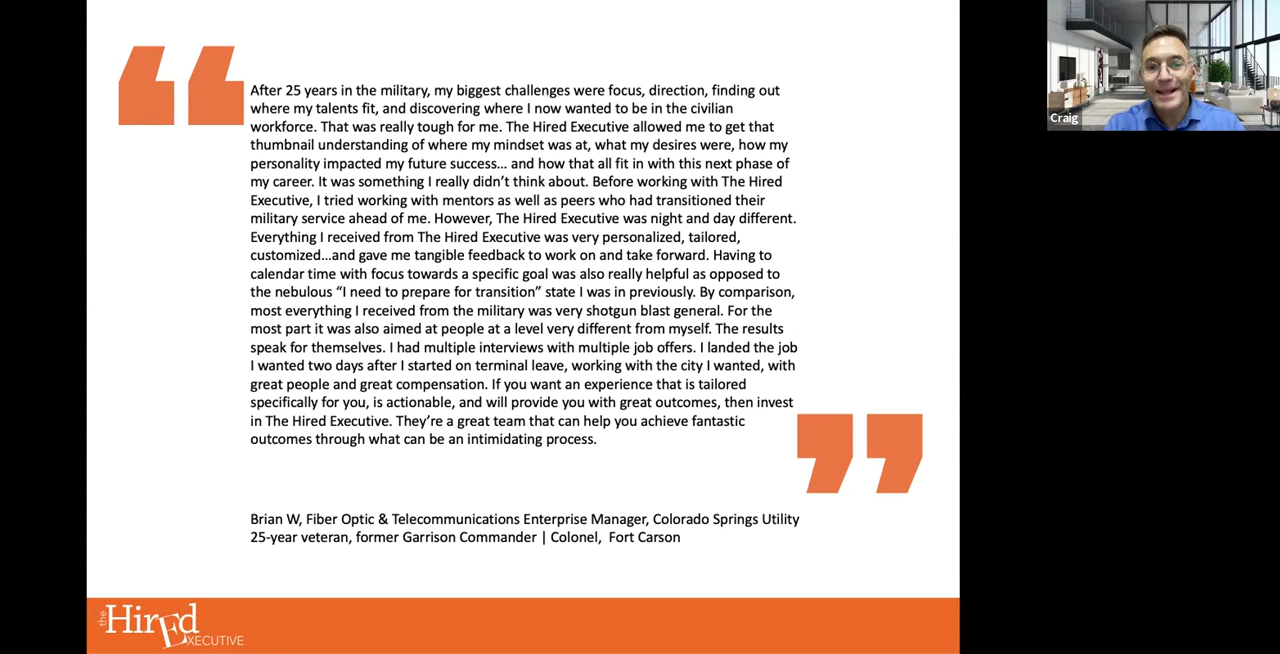 After 25 years in the military, my biggest challenges were focus, direction, finding out
where my talents fit, and discovering where I now wanted to be in the civilian
workforce. That was really tough for me. The Hired Executive allowed me to get that
thumbnail understanding of where my mindset was at, what my desires were, how my
personality impacted my future success… and how that all fit in with this next phase of
my career. It was something I really didn’t think about. Before working with The Hired
Executive, I tried working with mentors as well as peers who had transitioned their
military service ahead of me. However, The Hired Executive was night and day different.
Everything I received from The Hired Executive was very personalized, tailored,
customized…and gave me tangible feedback to work on and take forward. Having to
calendar time with focus towards a specific goal was also really helpful as opposed to
the nebulous “I need to prepare for transition” state I was in previously. By comparison,
most everything I received from the military was very shotgun blast general. For the
most part it was also aimed at people at a level very different from myself. The results
speak for themselves. I had multiple interviews with multiple job offers. I landed the job
I wanted two days after I started on terminal leave, working with the city I wanted, with
great people and great compensation. If you want an experience that is tailored
specifically for you, is actionable, and will provide you with great outcomes, then invest
in The Hired Executive. They’re a great team that can help you achieve fantastic
outcomes through what can be an intimidating process.
Brian W, Fiber Optic & Telecommunications Enterprise Manager, Colorado Springs Utility
25-year veteran, former Garrison Commander | Colonel,  Fort Carson
the HirEd
EXECUTIVE
Craig